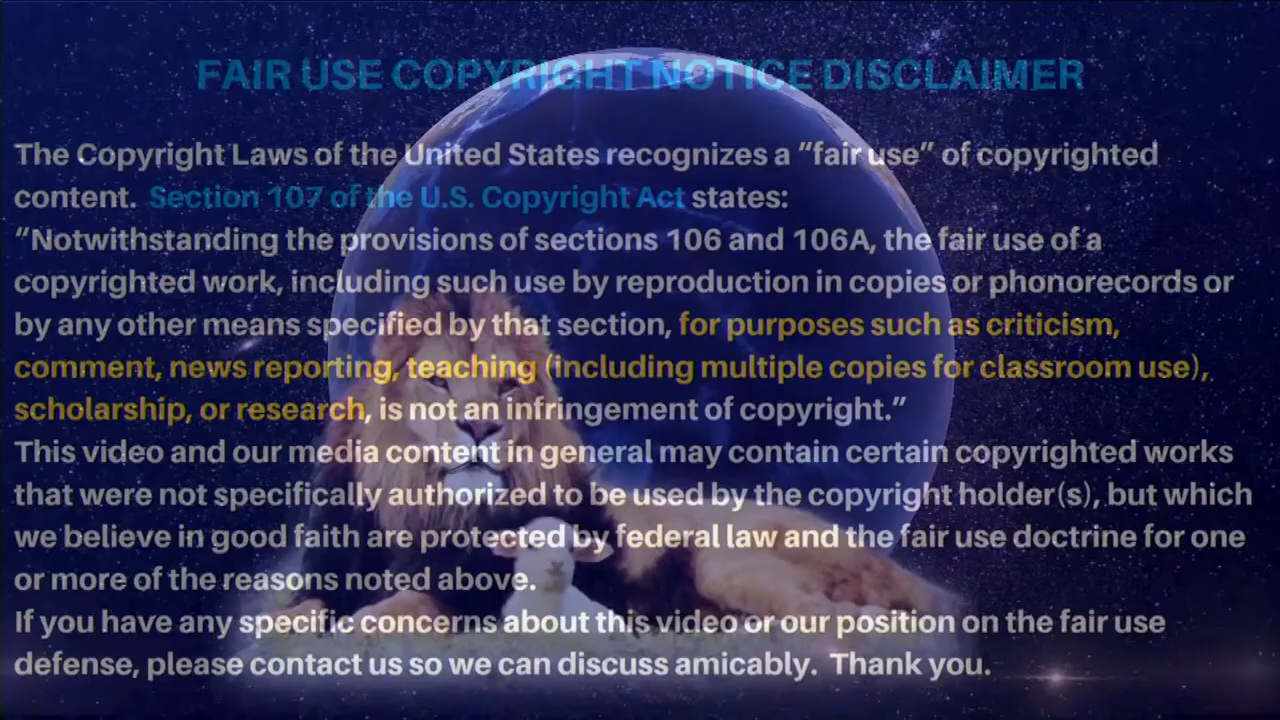 FAIR USE COPYRIGHT NOTICE DISCLAIMER
The Copyright Laws of the United States recognizes a “fair use” of copyrighted
content.  Section 107 of the U.S. Copyright Act states:
“Notwithstanding the provisions of sections 106 and 106A, the fair use of a
copyrighted work, including such use by reproduction in copies or phonorecords or
by any other means specified by that section, for purposes such as criticism,
comment, news reporting, teaching (including multiple copies for classroom use),
scholarship, or research, is not an infringement of copyright.”
This video and our media content in general may contain certain copyrighted works
that were not specifically authorized to be used by the copyright holder(s), but which
we believe in good faith are protected by federal law and the fair use doctrine for one
or more of the reasons noted above.
If you have any specific concerns about this video or our position on the fair use
defense, please contact us so we can discuss amicably.  Thank you.